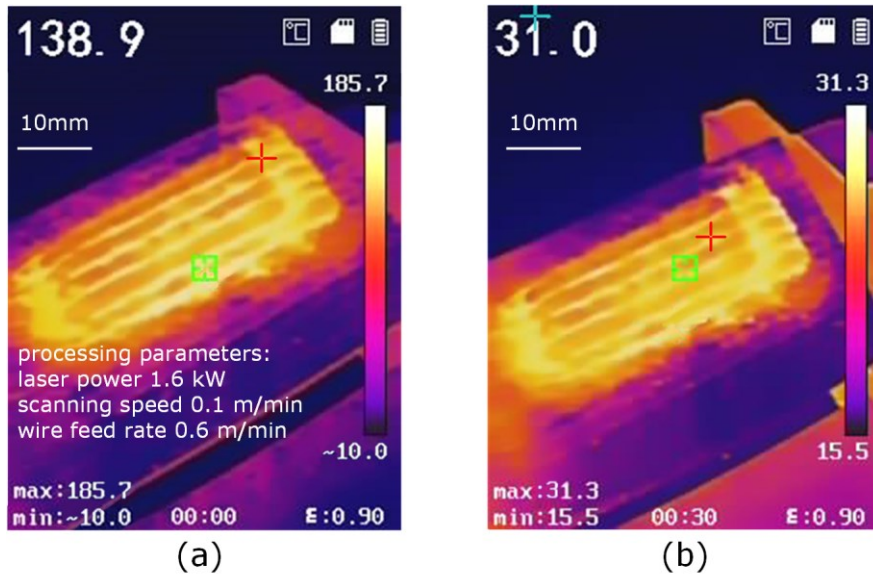 138.9
°C
185.7
10mm
processing parameters:
laser power 1.6 kW
scanning speed 0.1 m/min
wire feed rate 0.6 m/min
~10.0
max:185.7
min:~10.0 00:00 ε:0.90
(a)
31.0
°C
31.3
10mm
15.5
max:31.3
min:15.5 00:30 ε:0.90
(b)